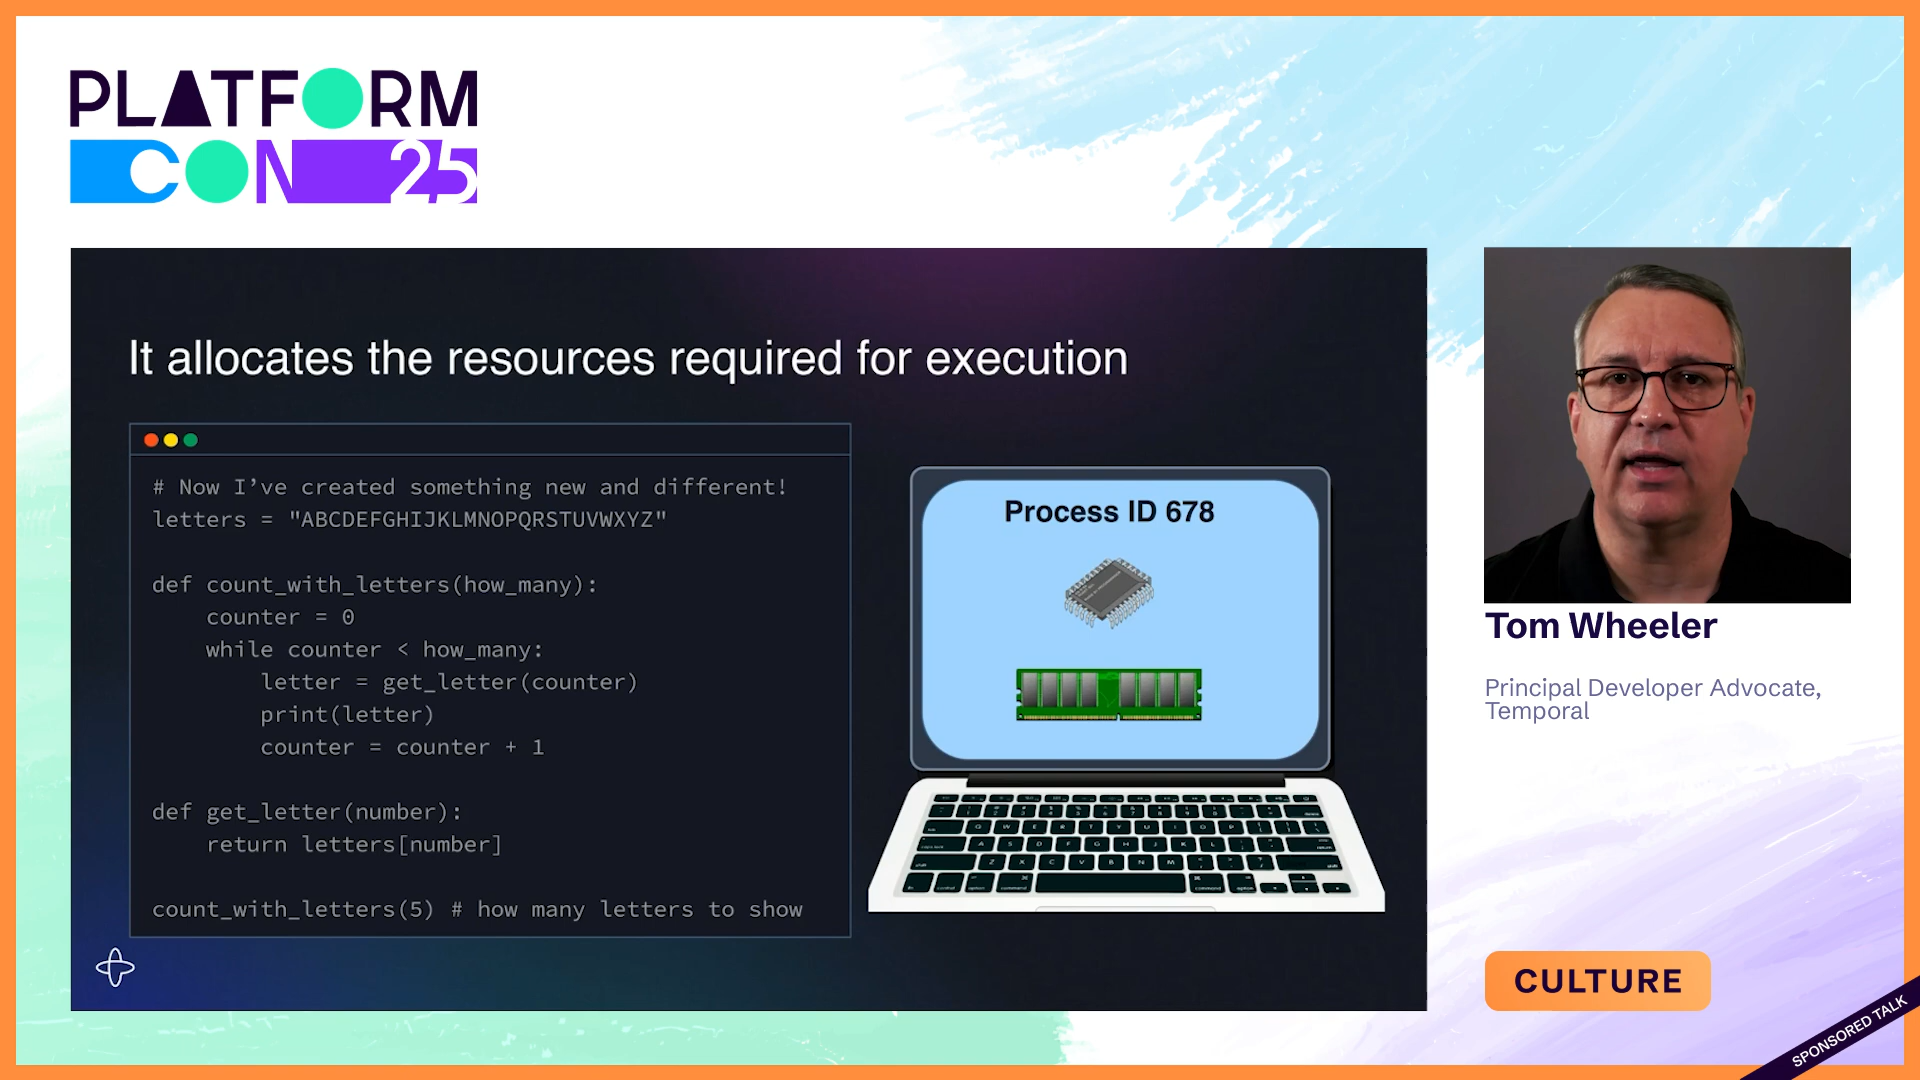 PLATFORM
CON 25
It allocates the resources required for execution
# Now I’ve created something new and different!
letters = "ABCDEFGHIJKLMNOPQRSTUVWXYZ"
def count_with_letters(how_many):
counter = 0
while counter < how_many:
letter = get_letter(counter)
print(letter)
counter = counter + 1
def get_letter(number):
return letters[number]
count_with_letters(5) # how many letters to show
Process ID 678
Tom Wheeler
Principal Developer Advocate,
Temporal
CULTURE
SPONSORED TALK